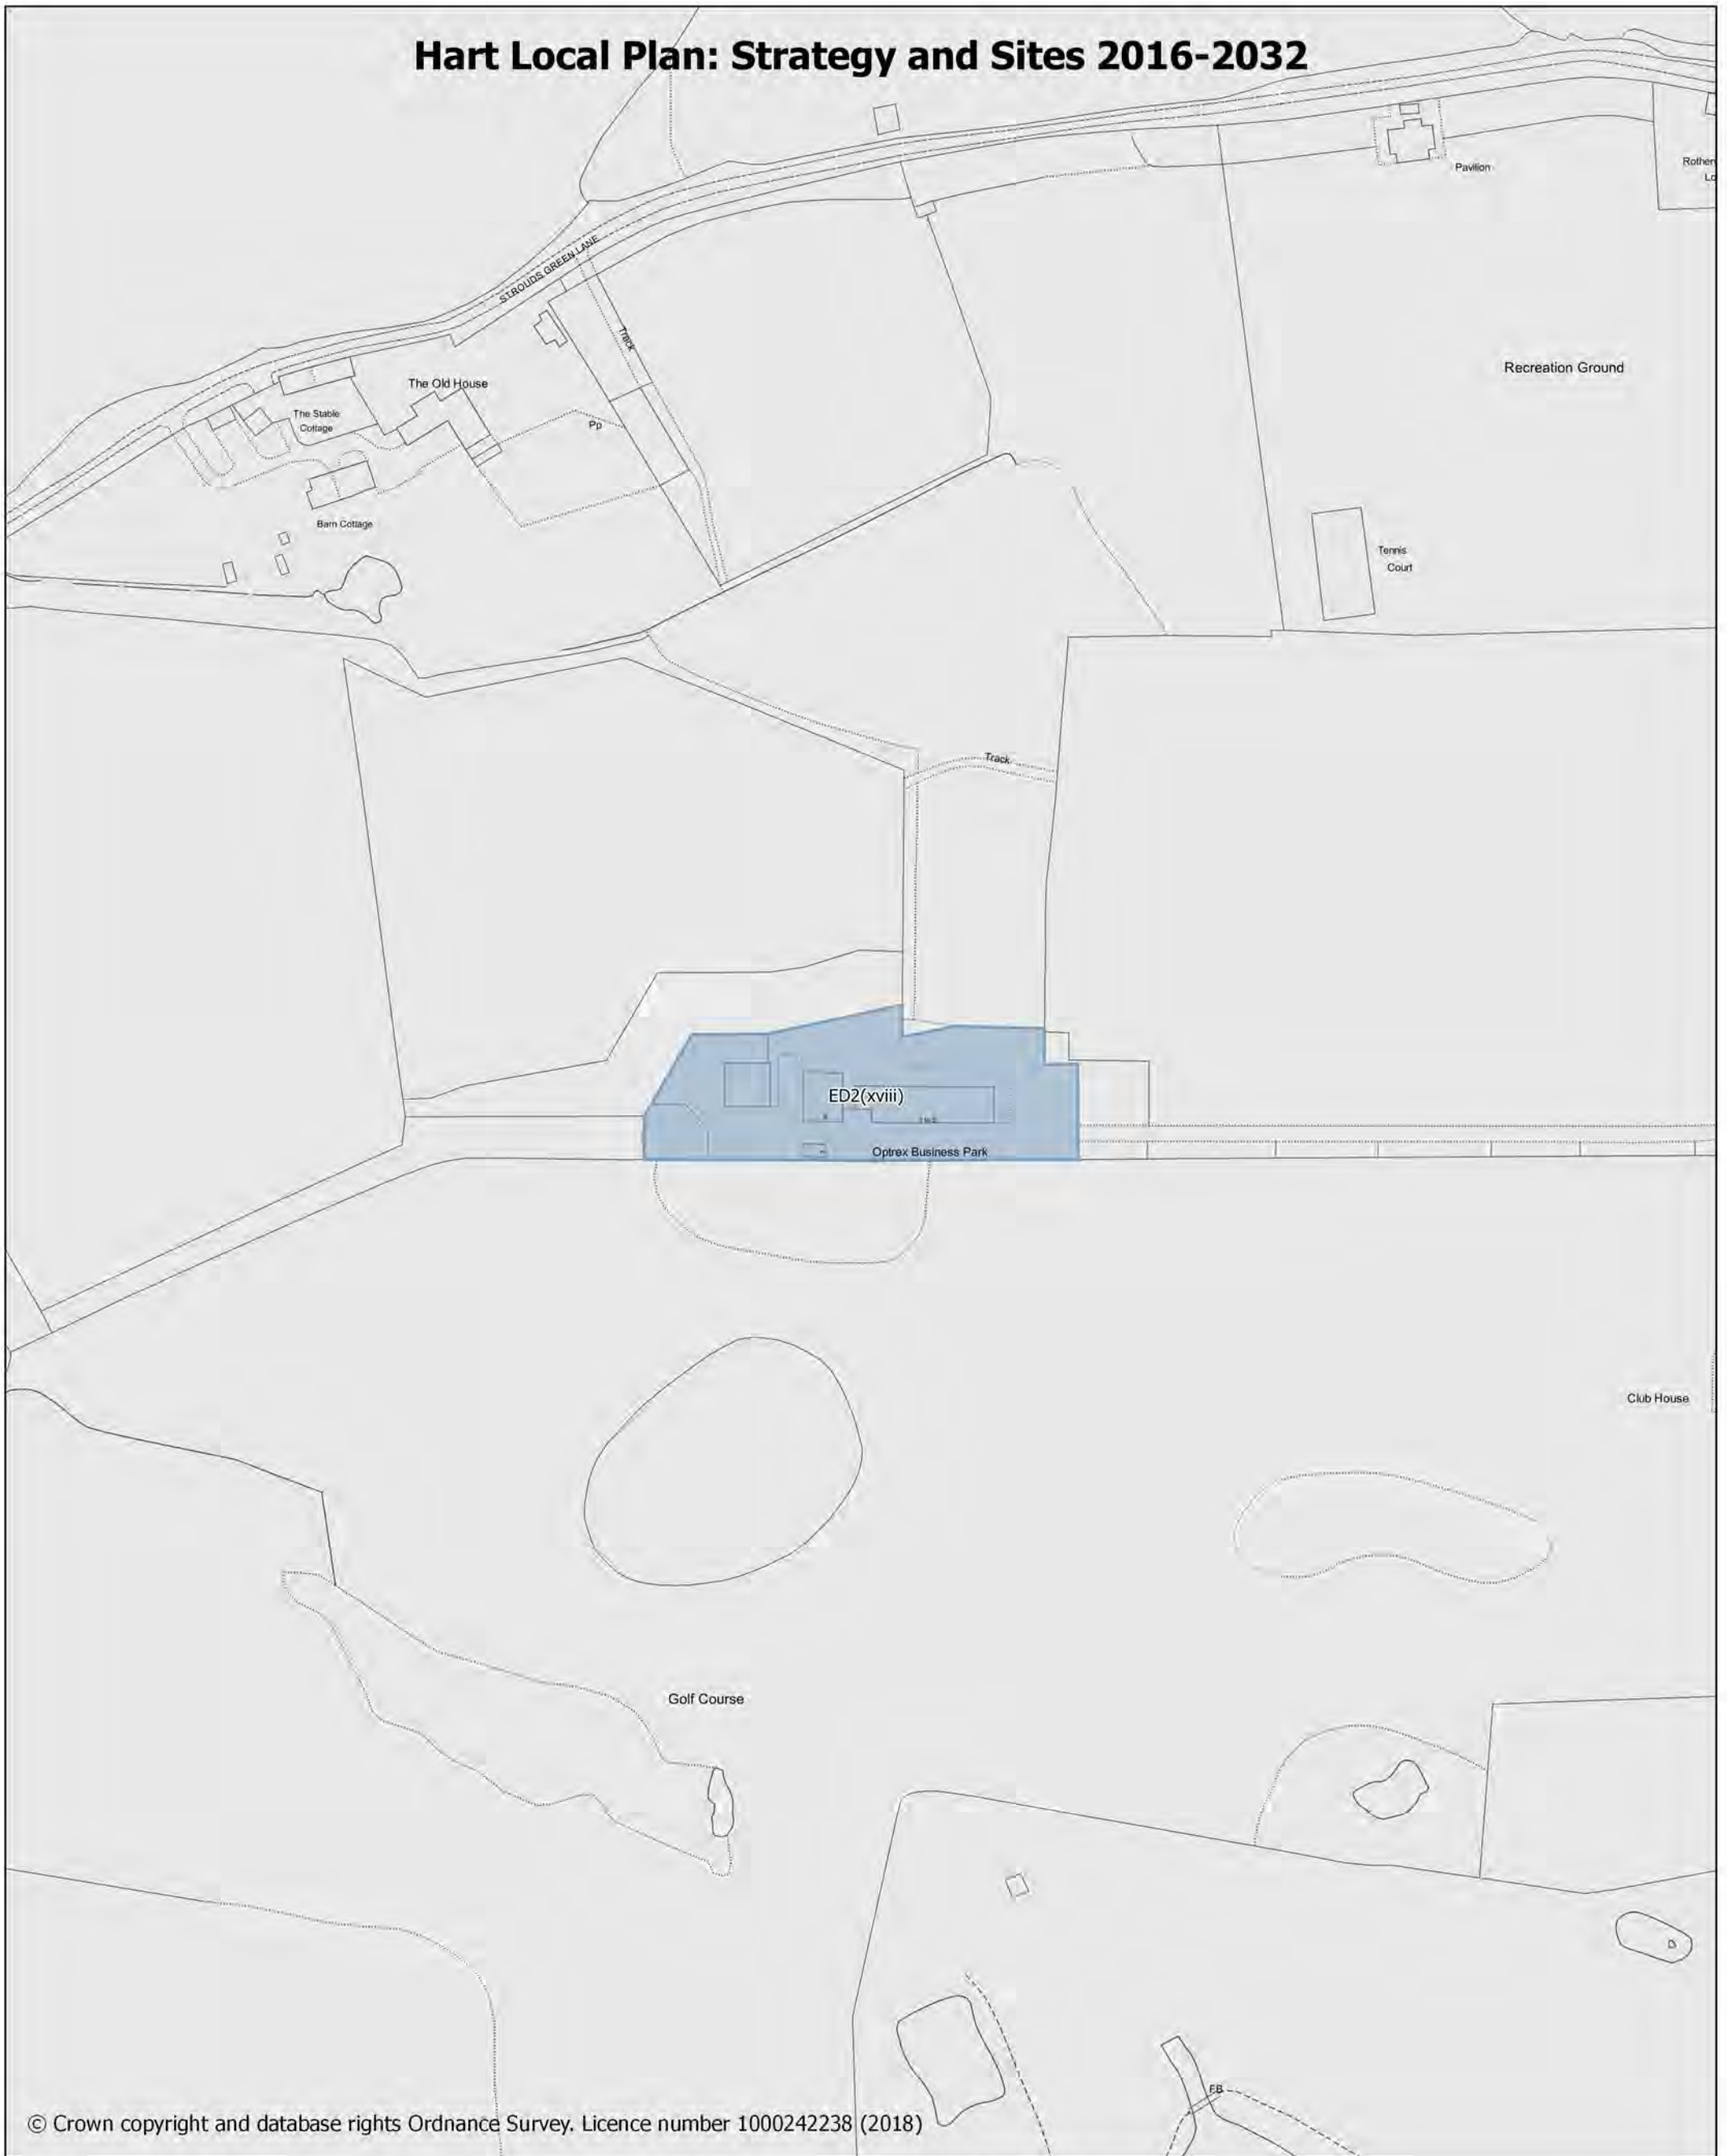 Hart Local Plan: Strategy and Sites 2016-2032
Pavilion
STROUDS GREEN LANE
Track
Recreation Ground
The Old House
The Stable
Cottage
Pp
Barn Cottage
Tennis
Court
Track
ED2(xviii)
Optrex Business Park
Club House
Golf Course
FB
© Crown copyright and database rights Ordnance Survey. Licence number 1000242238 (2018)